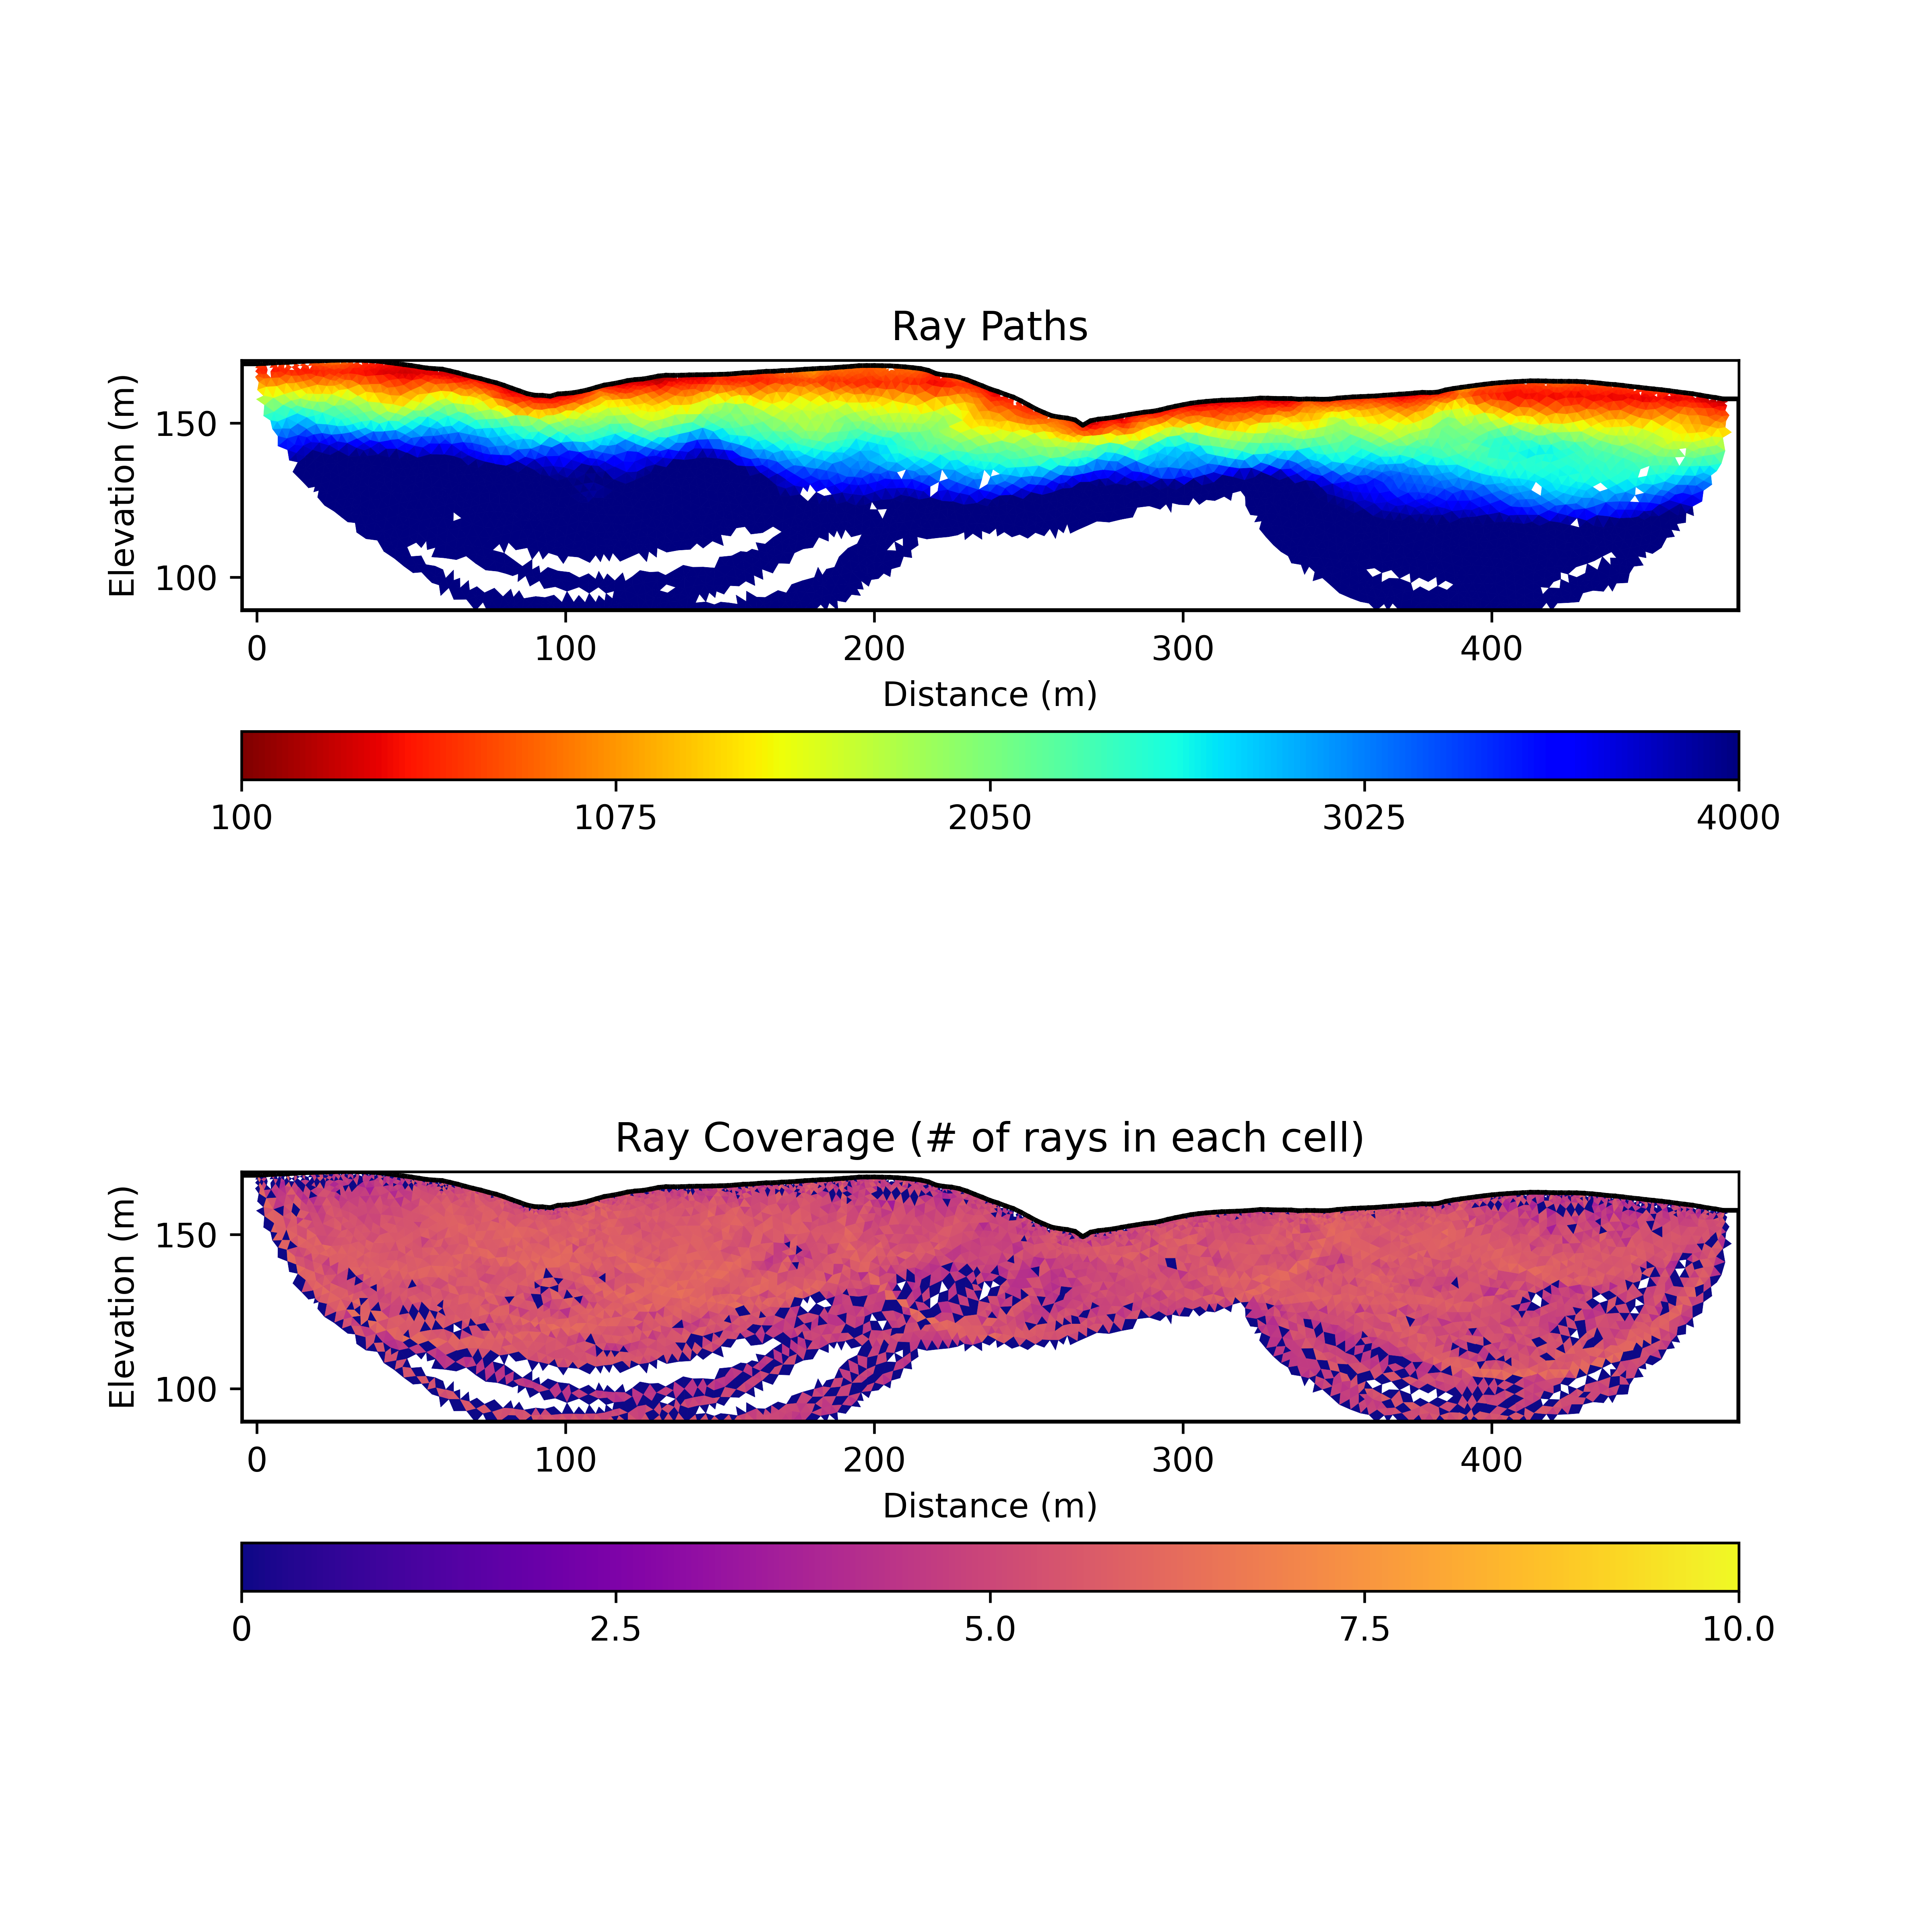 Ray Paths
Elevation (m)
150
100
0 100 200 300 400
Distance (m)
100 1075 2050 3025 4000
Ray Coverage (# of rays in each cell)
Elevation (m)
150
100
0 100 200 300 400
Distance (m)
0 2.5 5.0 7.5 10.0